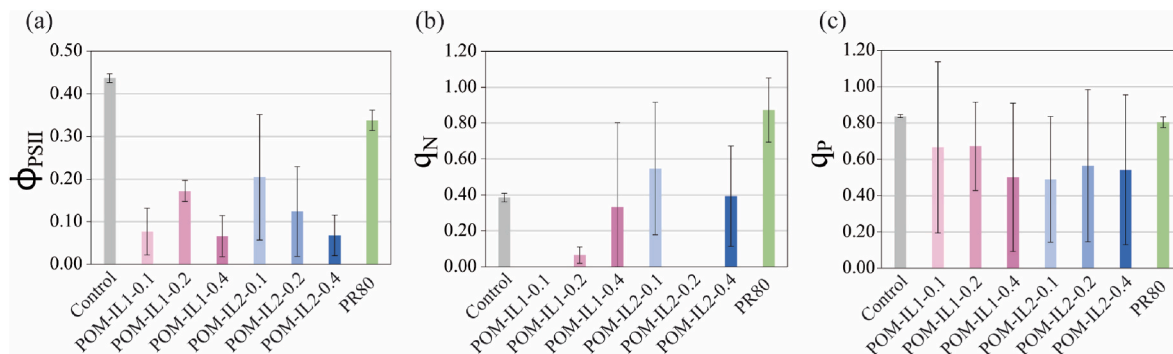 (a)
ΦPSII
0.50
0.40
0.30
0.20
0.10
0.00
Control
POM-IL1-0.1
POM-IL1-0.2
POM-IL1-0.4
POM-IL2-0.1
POM-IL2-0.2
POM-IL2-0.4
PR80
(b)
qN
1.20
1.00
0.80
0.60
0.40
0.20
0.00
Control
POM-IL1-0.1
POM-IL1-0.2
POM-IL1-0.4
POM-IL2-0.1
POM-IL2-0.2
POM-IL2-0.4
PR80
(c)
qP
1.20
1.00
0.80
0.60
0.40
0.20
0.00
Control
POM-IL1-0.1
POM-IL1-0.2
POM-IL1-0.4
POM-IL2-0.1
POM-IL2-0.2
POM-IL2-0.4
PR80